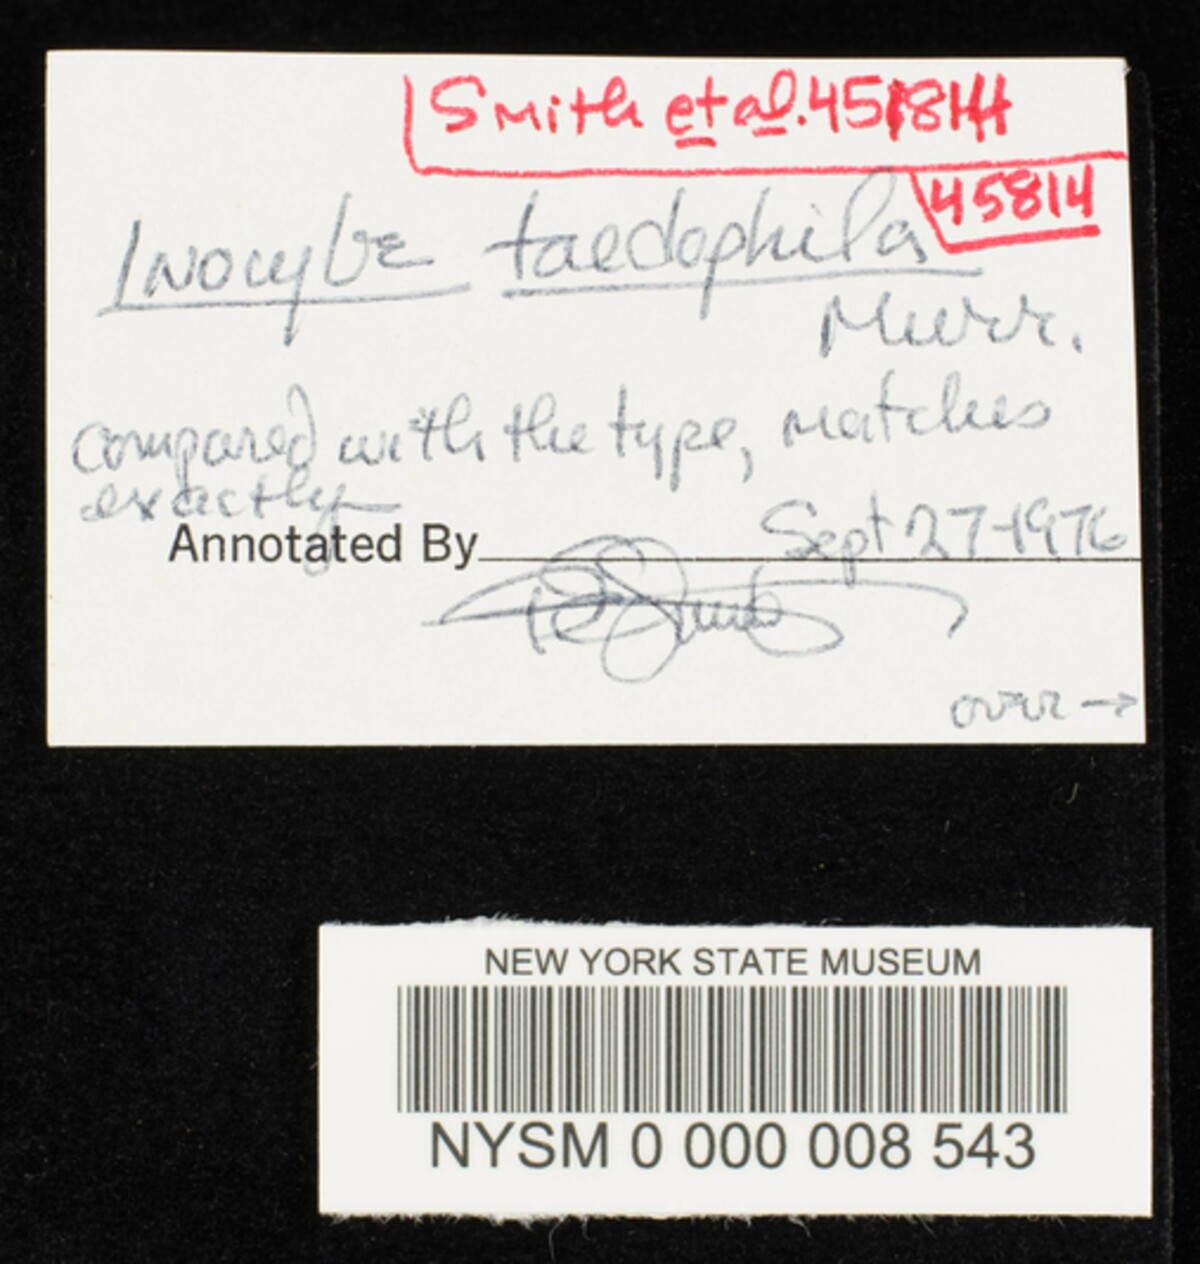 Smith et al. 45814
45814
Inocybe taedophila
Murr.
compared with the type, matches
exactly
Annotated By Sept 27-1976
over →
NEW YORK STATE MUSEUM
NYSM 0 000 008 543